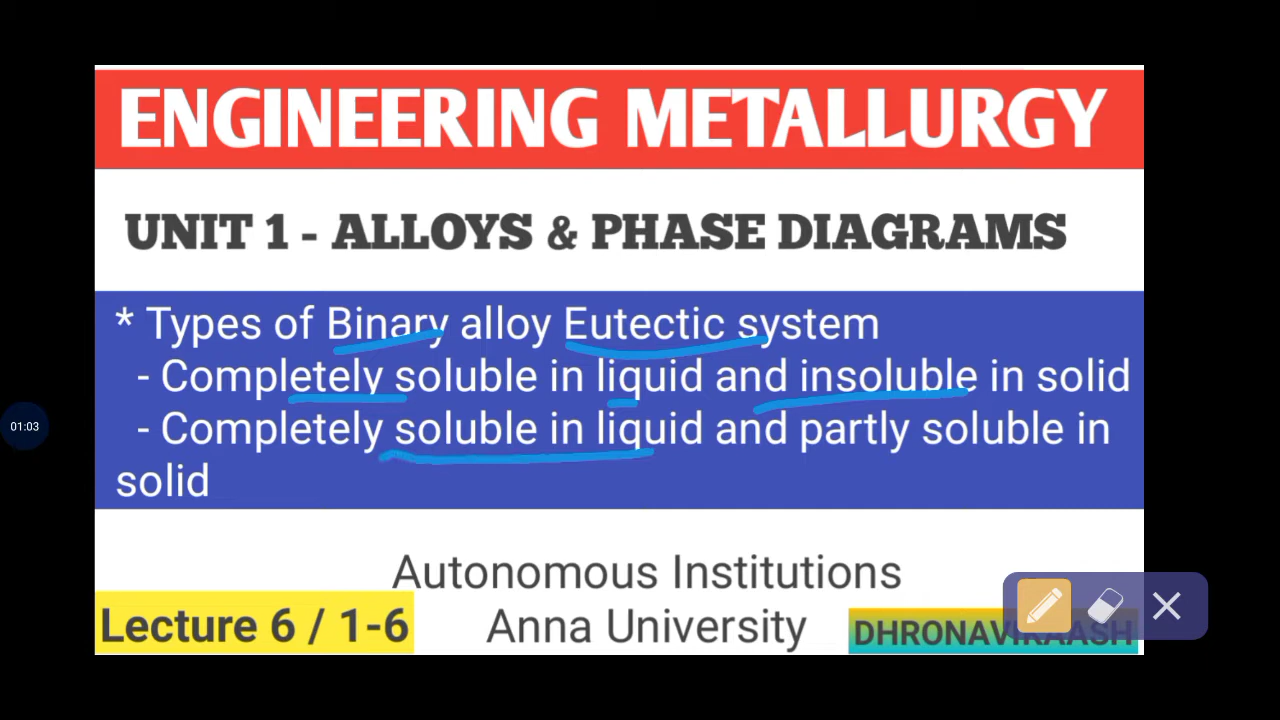 ENGINEERING METALLURGY
UNIT 1 - ALLOYS & PHASE DIAGRAMS
* Types of Binary alloy Eutectic system
- Completely soluble in liquid and insoluble in solid
- Completely soluble in liquid and partly soluble in
solid
01:03
Autonomous Institutions
Lecture 6 / 1-6
Anna University
DHRONAVIKAASH